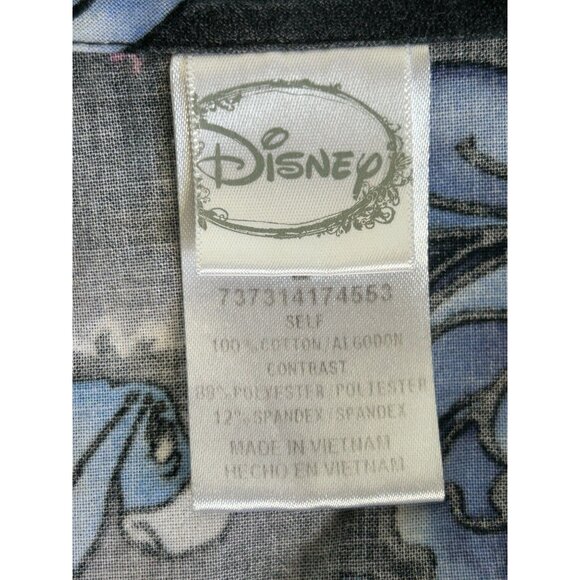 Disney
737314174553
SELF
100% COTTON/ALGODON
CONTRAST
88% POLYESTER/POLIESTER
12% SPANDEX/SPANDEX
MADE IN VIETNAM
HECHO EN VIETNAM